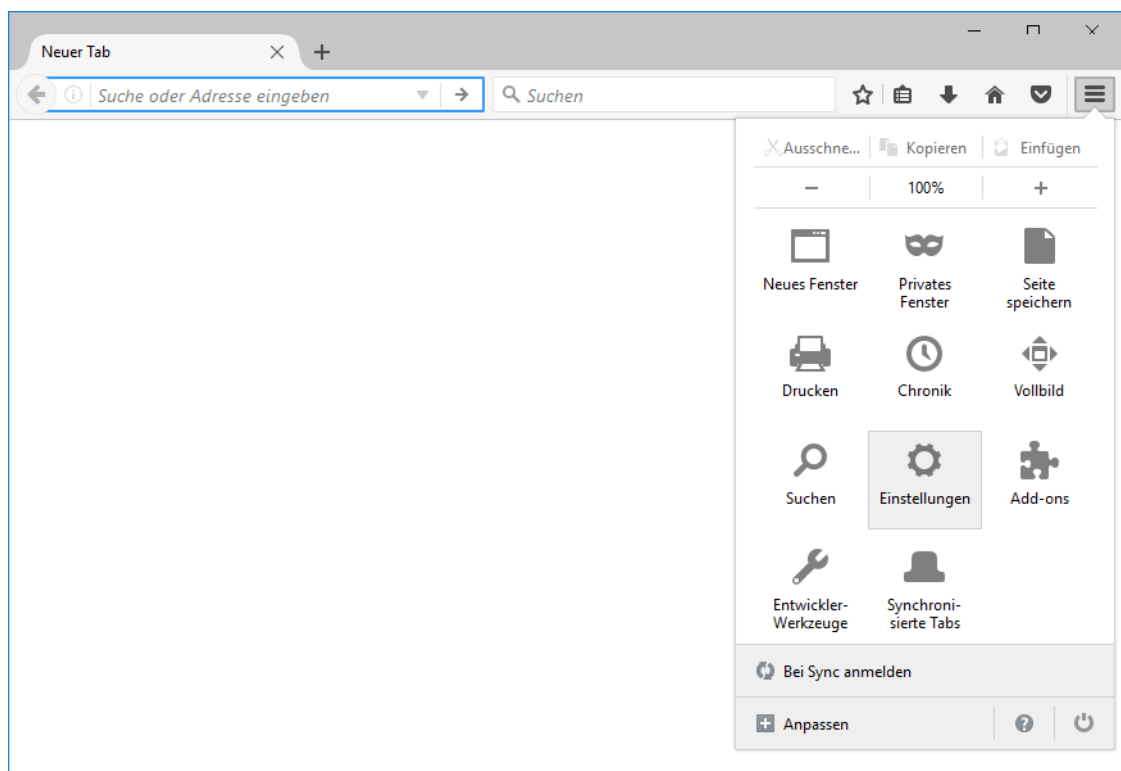 Neuer Tab
Suche oder Adresse eingeben
Suchen
Ausschne...
Kopieren
Einfügen
100%
Neues Fenster
Privates
Fenster
Seite
speichern
Drucken
Chronik
Vollbild
Suchen
Einstellungen
Add-ons
Entwickler-
Werkzeuge
Synchroni-
sierte Tabs
Bei Sync anmelden
Anpassen